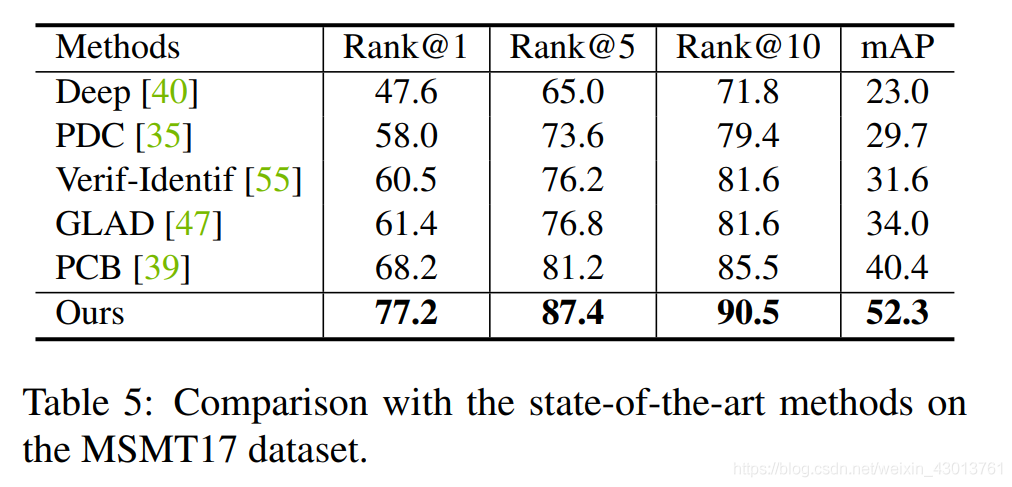 Methods Rank@1 Rank@5 Rank@10 mAP
Deep [40] 47.6 65.0 71.8 23.0
PDC [35] 58.0 73.6 79.4 29.7
Verif-Identif [55] 60.5 76.2 81.6 31.6
GLAD [47] 61.4 76.8 81.6 34.0
PCB [39] 68.2 81.2 85.5 40.4
Ours 77.2 87.4 90.5 52.3
Table 5: Comparison with the state-of-the-art methods on
the MSMT17 dataset.
https://blog.csdn.net/weixin_43013761